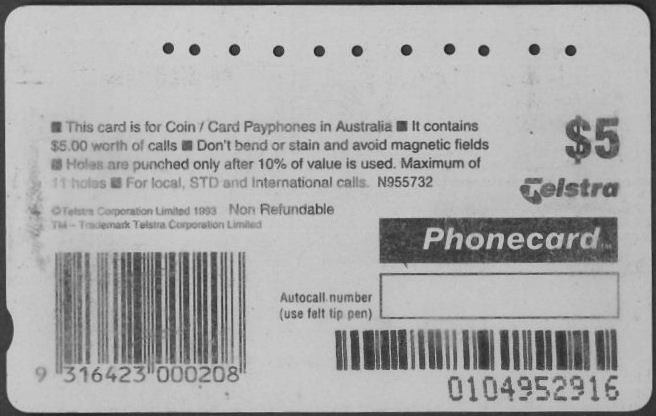 ■ This card is for Coin / Card Payphones in Australia ■ It contains
$5.00 worth of calls ■ Don't bend or stain and avoid magnetic fields
■ Holes are punched only after 10% of value is used. Maximum of
11 holes ■ For local, STD and International calls. N955732
©Telstra Corporation Limited 1993 Non Refundable
TM – Trademark Telstra Corporation Limited
$5
Telstra
Phonecard TM
Autocall number
(use felt tip pen)
9 316423 000208
0104952916